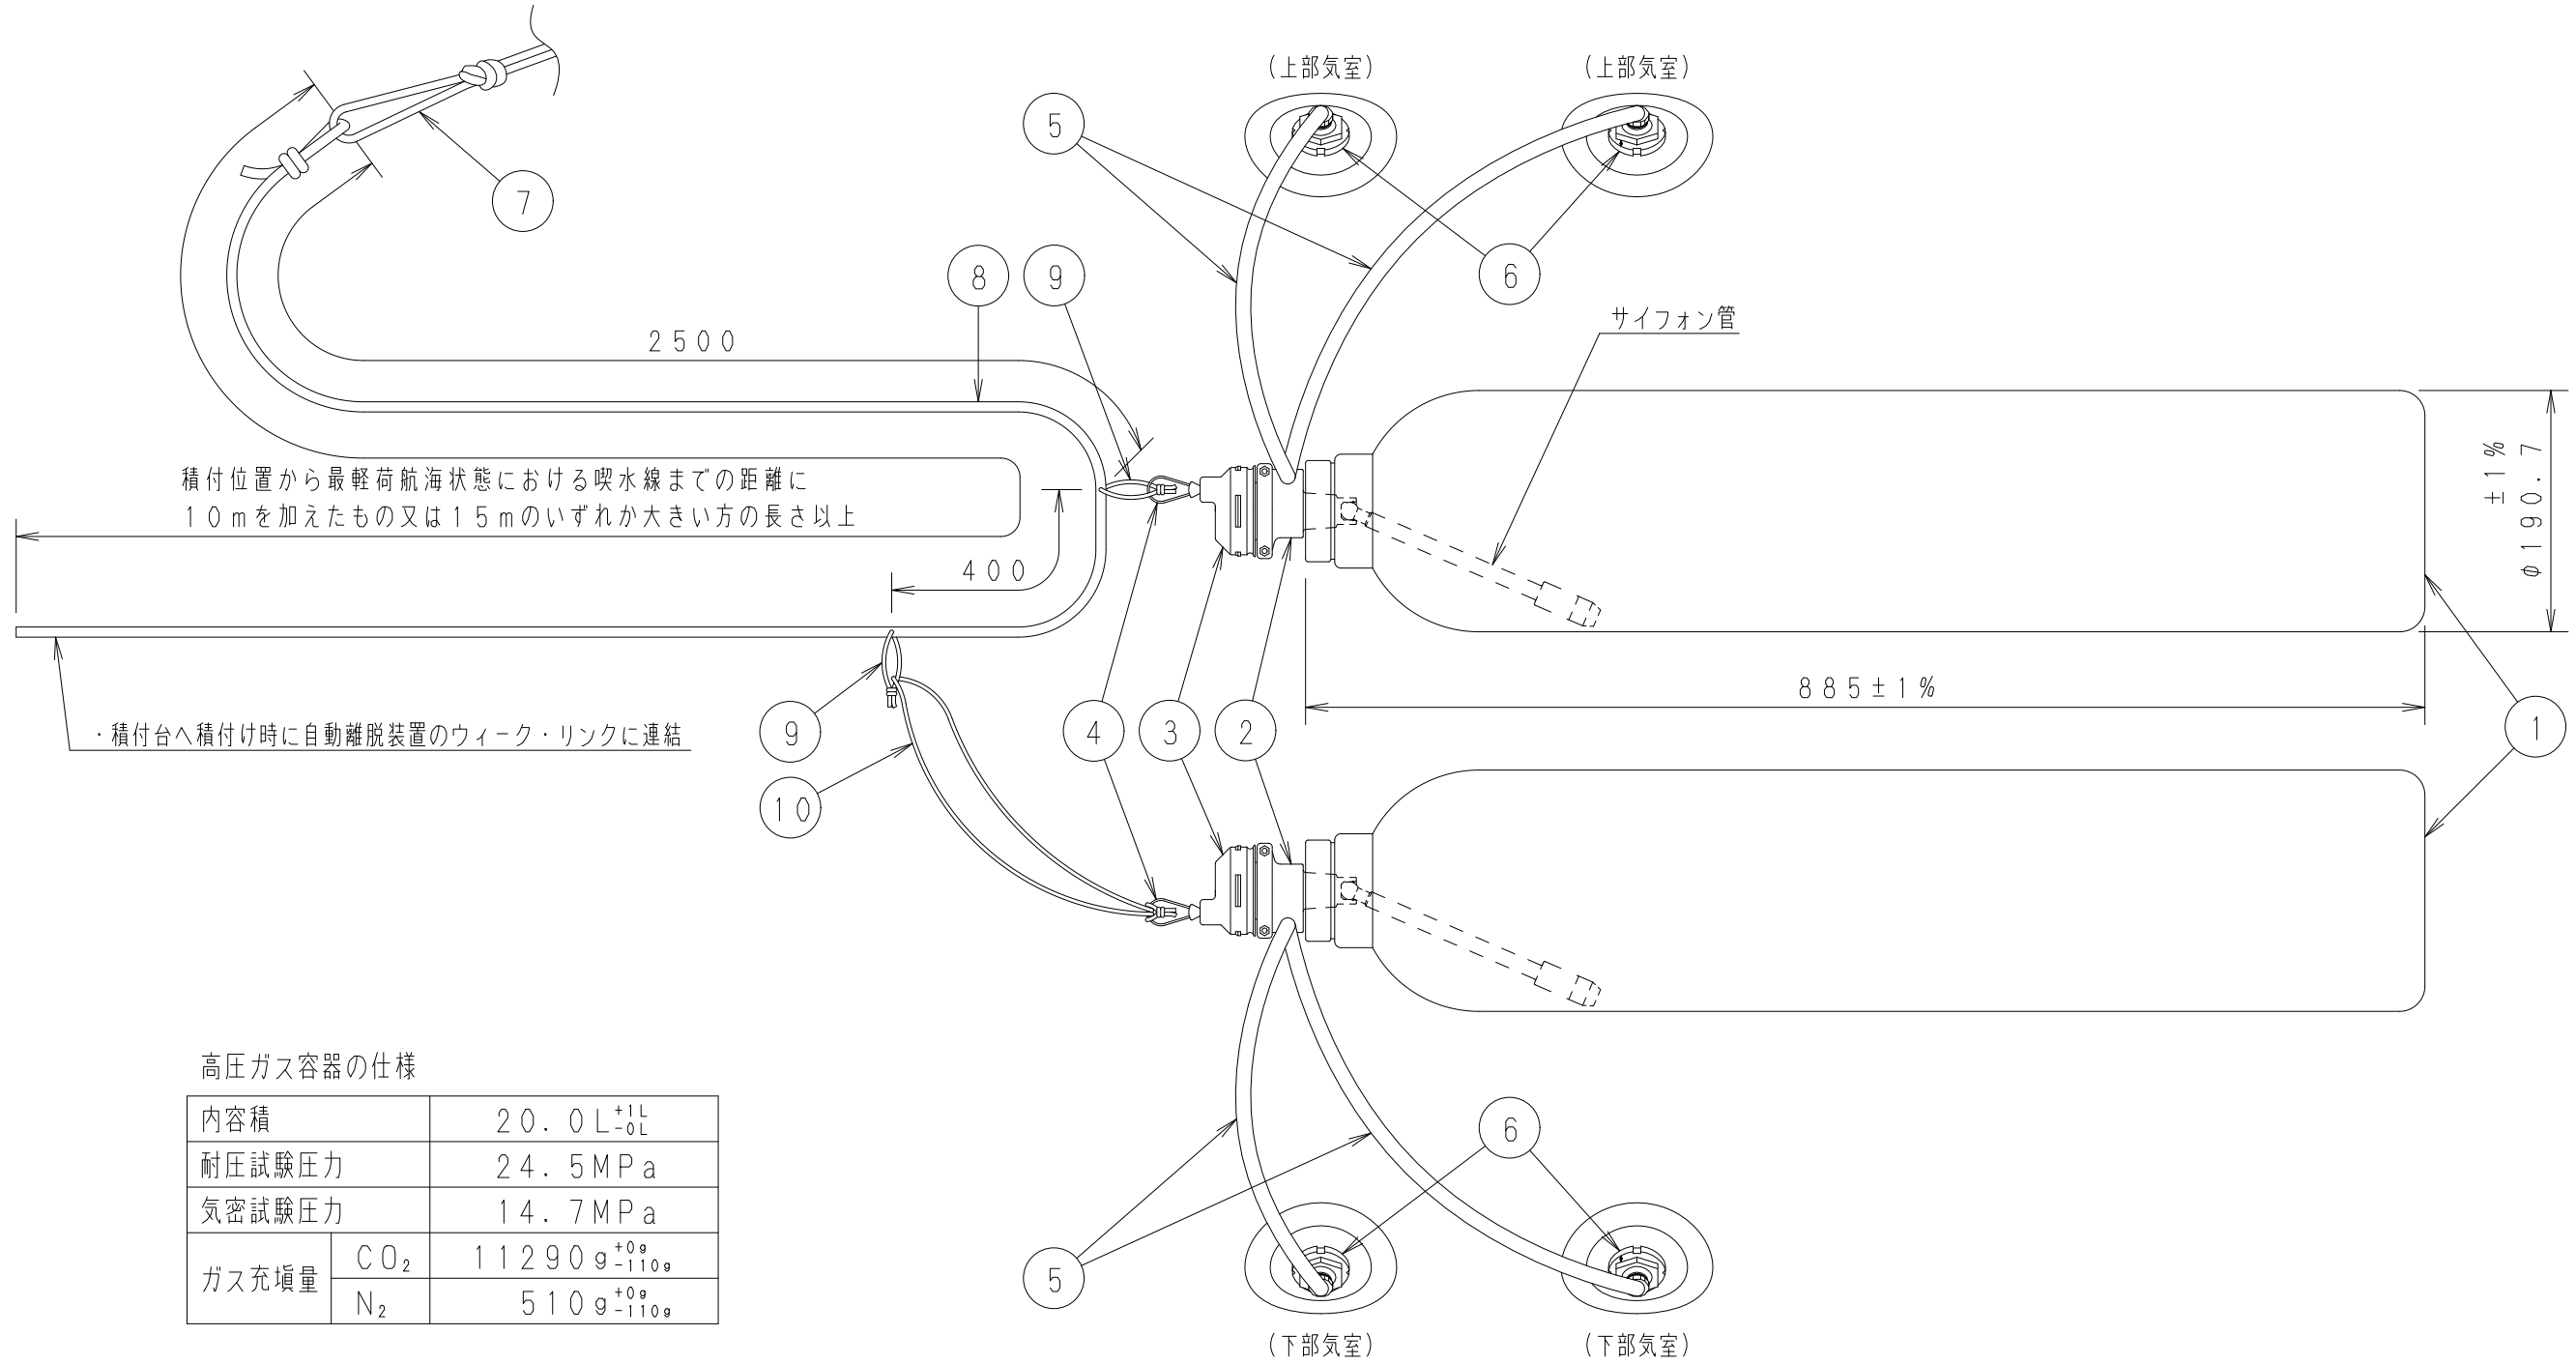 (上部気室)
(上部気室)
5
7
6
8
9
サイフォン管
2500
積付位置から最軽荷航海状態における喫水線までの距離に
10mを加えたもの又は15mのいずれか大きい方の長さ以上
±1%
φ190.7
400
885±1%
・積付台へ積付け時に自動離脱装置のウィーク・リンクに連結
9
4
3
2
1
10
高圧ガス容器の仕様
内容積 20.0L +1L -0L
耐圧試験圧力 24.5MPa
気密試験圧力 14.7MPa
ガス充塡量 CO₂ 11290g +0g -110g
N₂ 510g +0g -110g
6
5
(下部気室)
(下部気室)